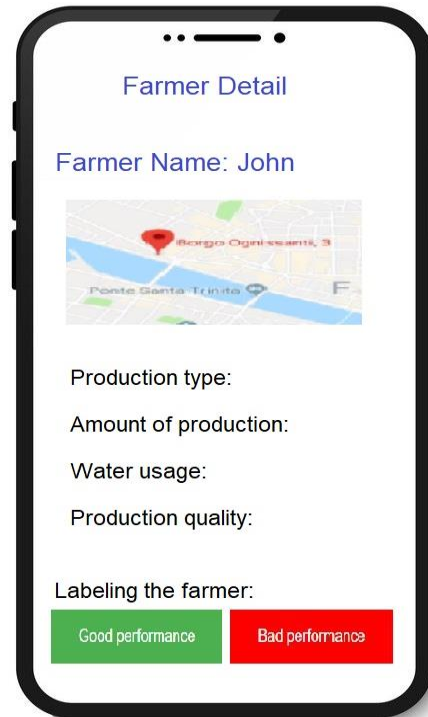 Farmer Detail
Farmer Name: John
Borgo Ognissanti, 3
Ponte Santa Trinita
F
Production type:
Amount of production:
Water usage:
Production quality:
Labeling the farmer:
Good performance Bad performance